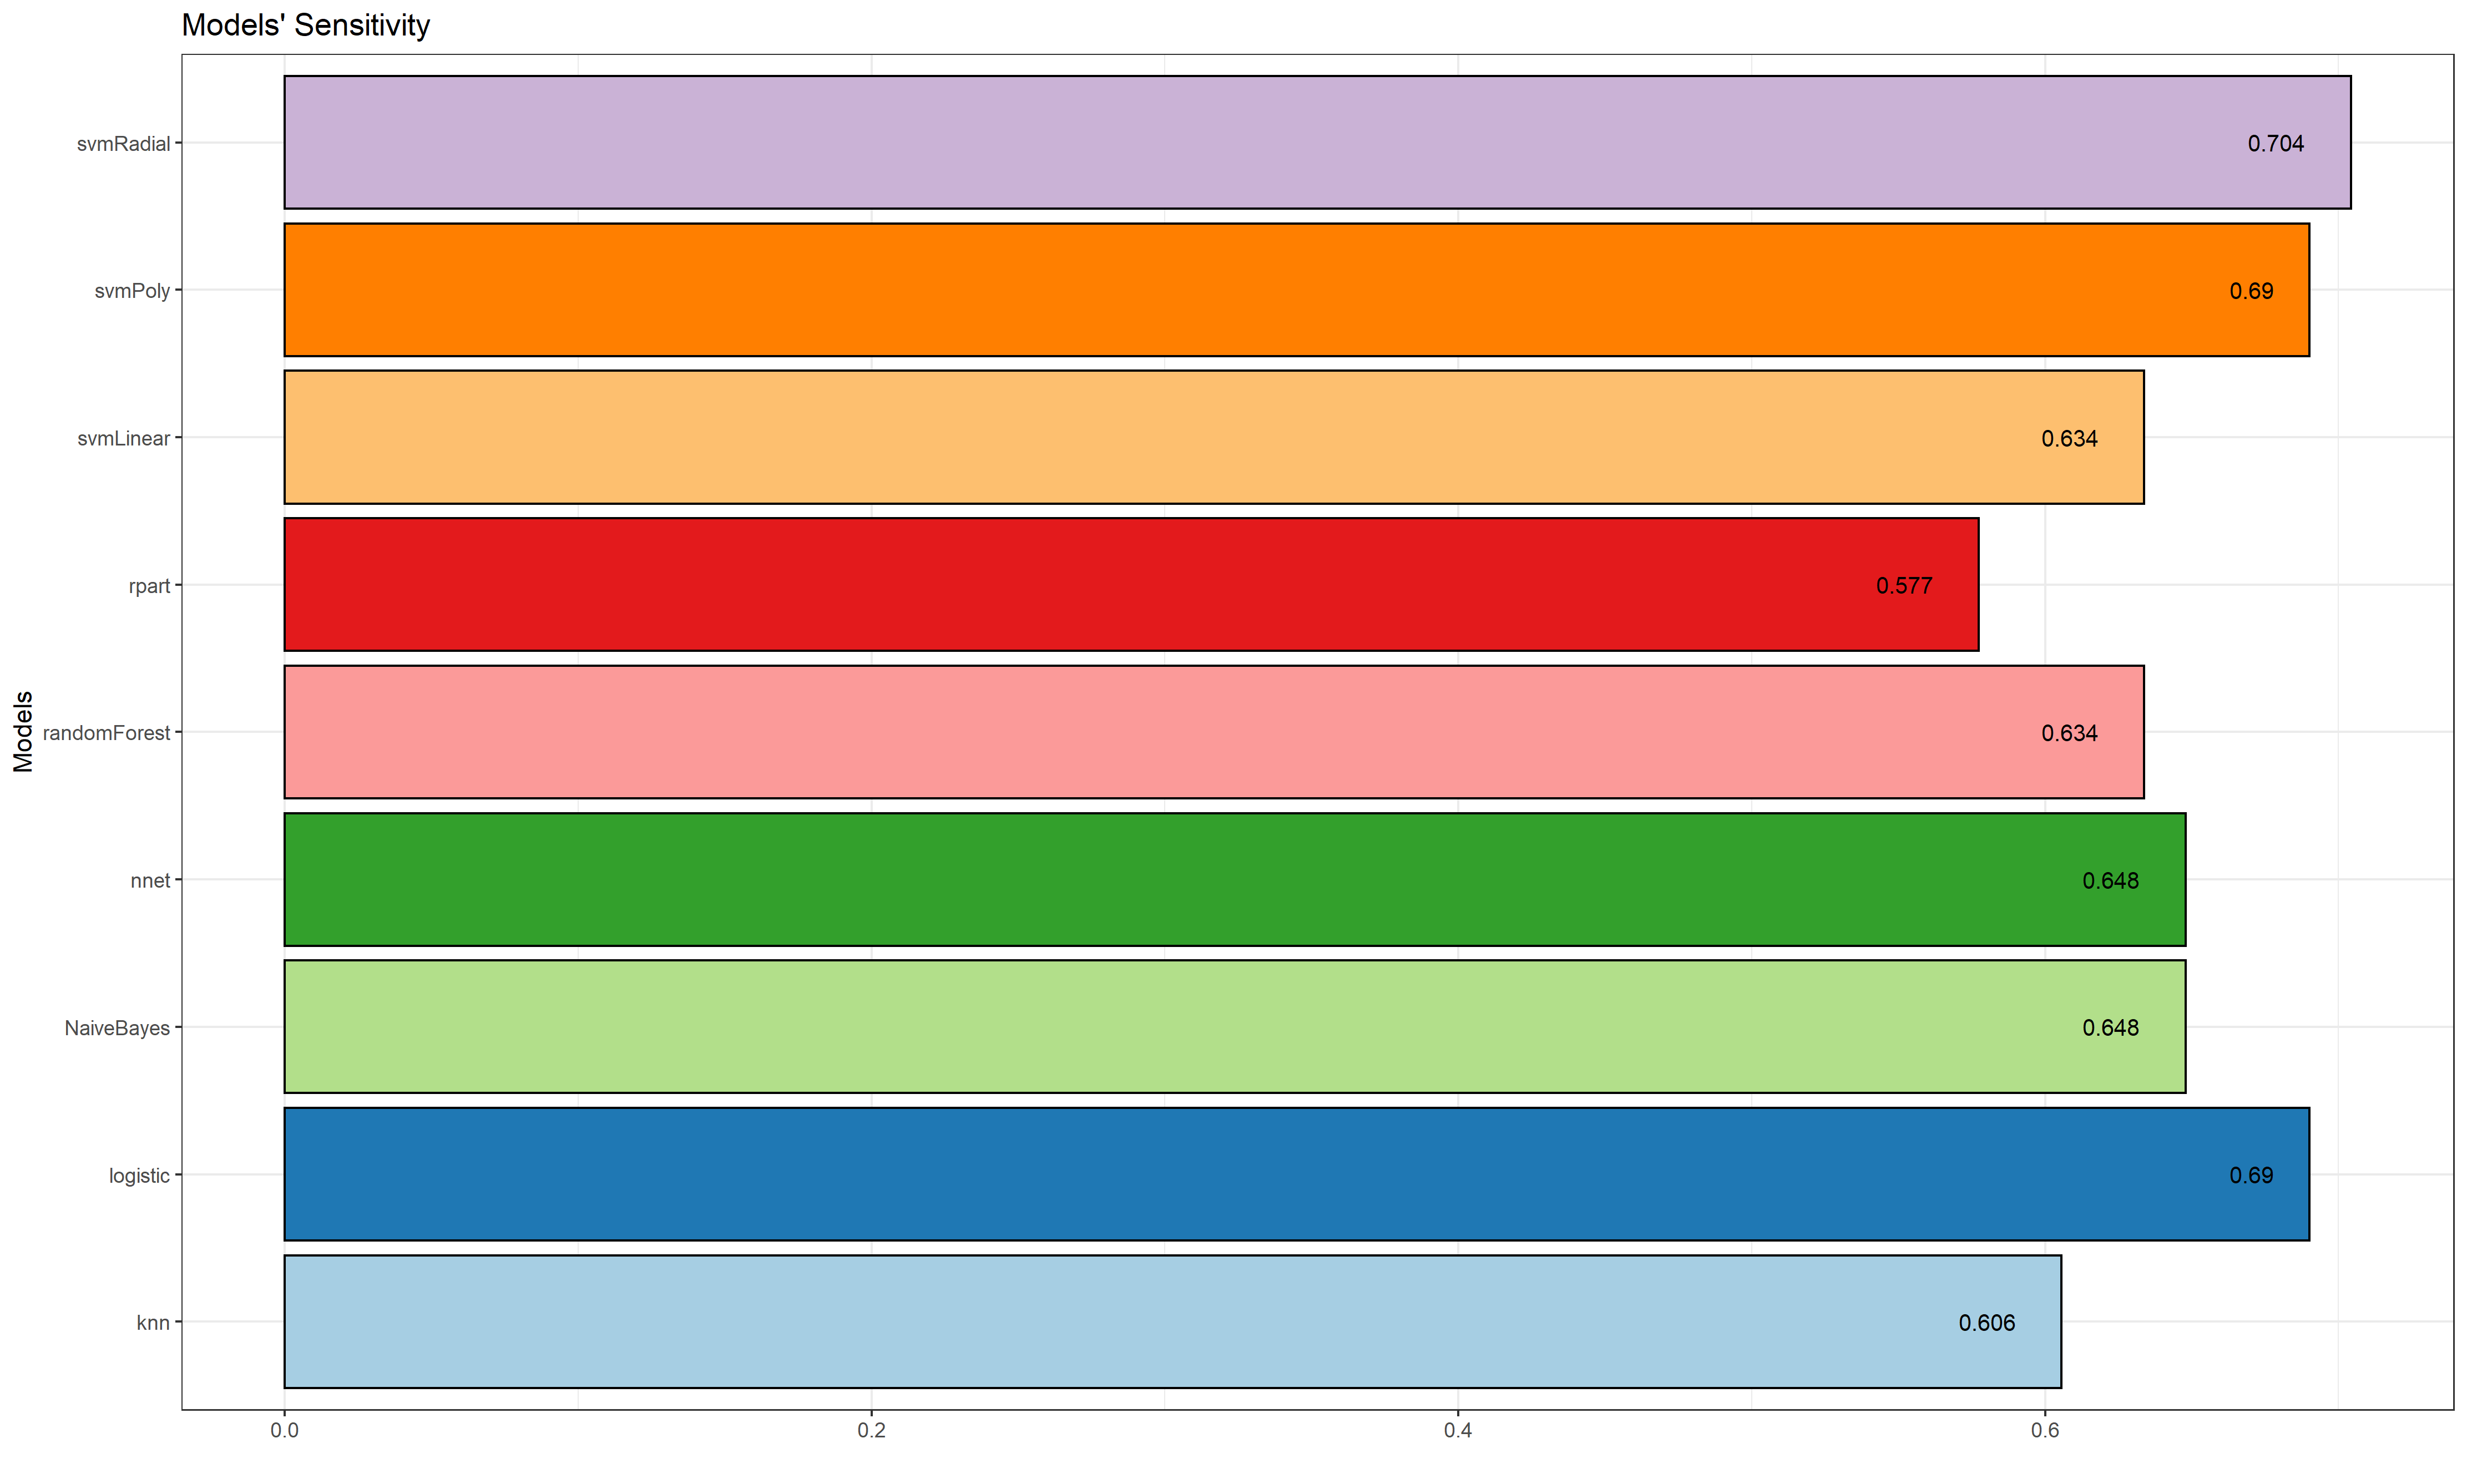 Models' Sensitivity
Models
svmRadial
0.704
svmPoly
0.69
svmLinear
0.634
rpart
0.577
randomForest
0.634
nnet
0.648
NaiveBayes
0.648
logistic
0.69
knn
0.606
0.0 0.2 0.4 0.6